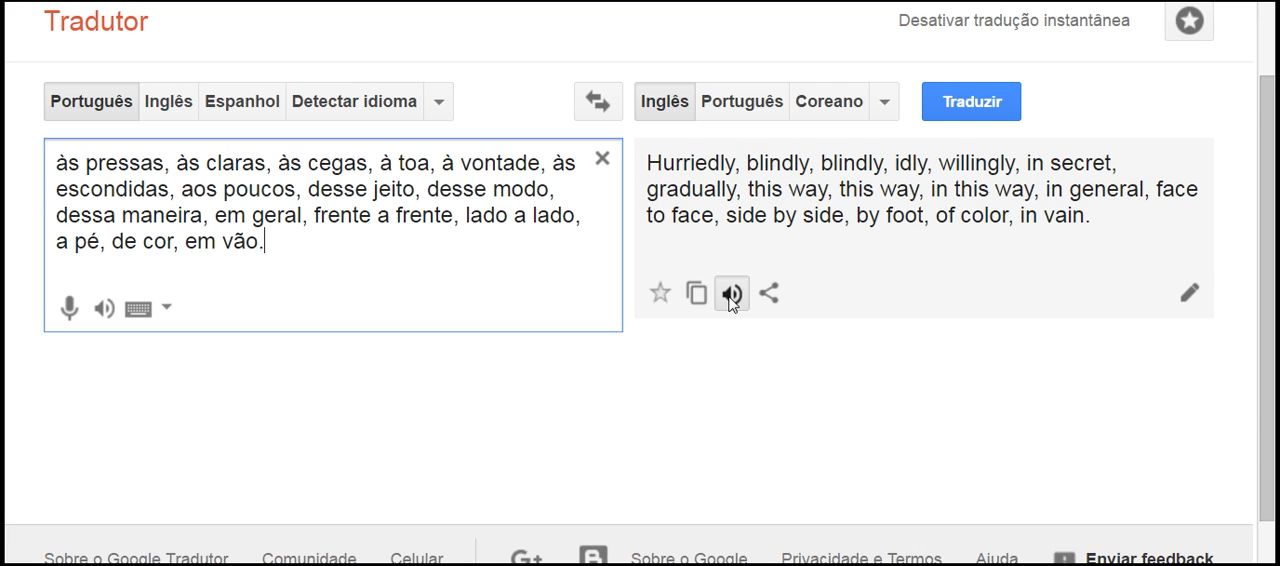 Tradutor
Desativar tradução instantânea
Português Inglês Espanhol Detectar idioma
Inglês Português Coreano
Traduzir
às pressas, às claras, às cegas, à toa, à vontade, às
escondidas, aos poucos, desse jeito, desse modo,
dessa maneira, em geral, frente a frente, lado a lado,
a pé, de cor, em vão.
Hurriedly, blindly, blindly, idly, willingly, in secret,
gradually, this way, this way, in this way, in general, face
to face, side by side, by foot, of color, in vain.
Sobre o Google Tradutor Comunidade Celular G+ B Sobre o Google Privacidade e Termos Ajuda Enviar feedback